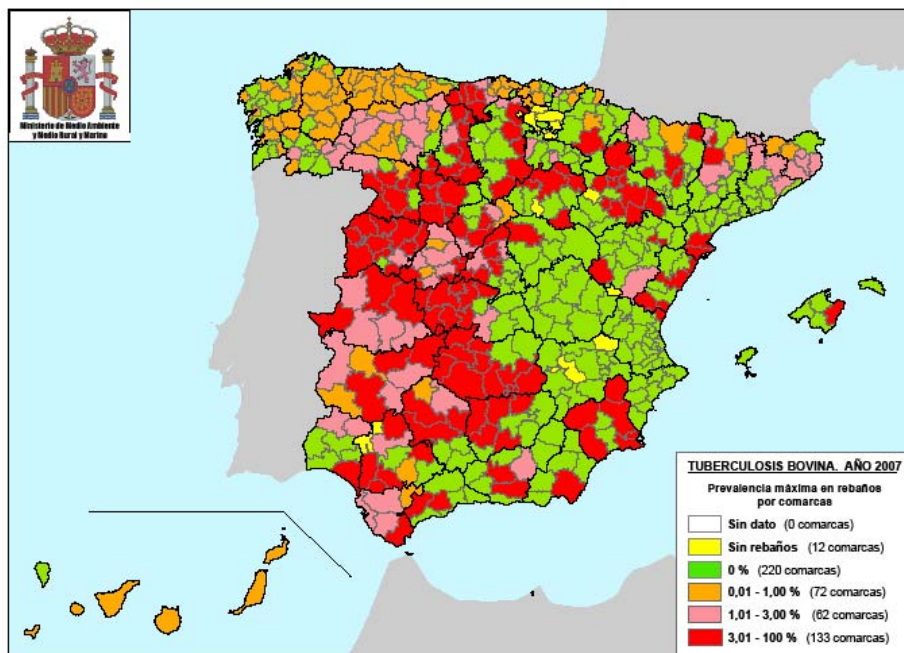 Ministerio de Medio Ambiente
y Medio Rural y Marino
TUBERCULOSIS BOVINA. AÑO 2007
Prevalencia máxima en rebaños
por comarcas
Sin dato (0 comarcas)
Sin rebaños (12 comarcas)
0 % (220 comarcas)
0,01 - 1,00 % (72 comarcas)
1,01 - 3,00 % (62 comarcas)
3,01 - 100 % (133 comarcas)